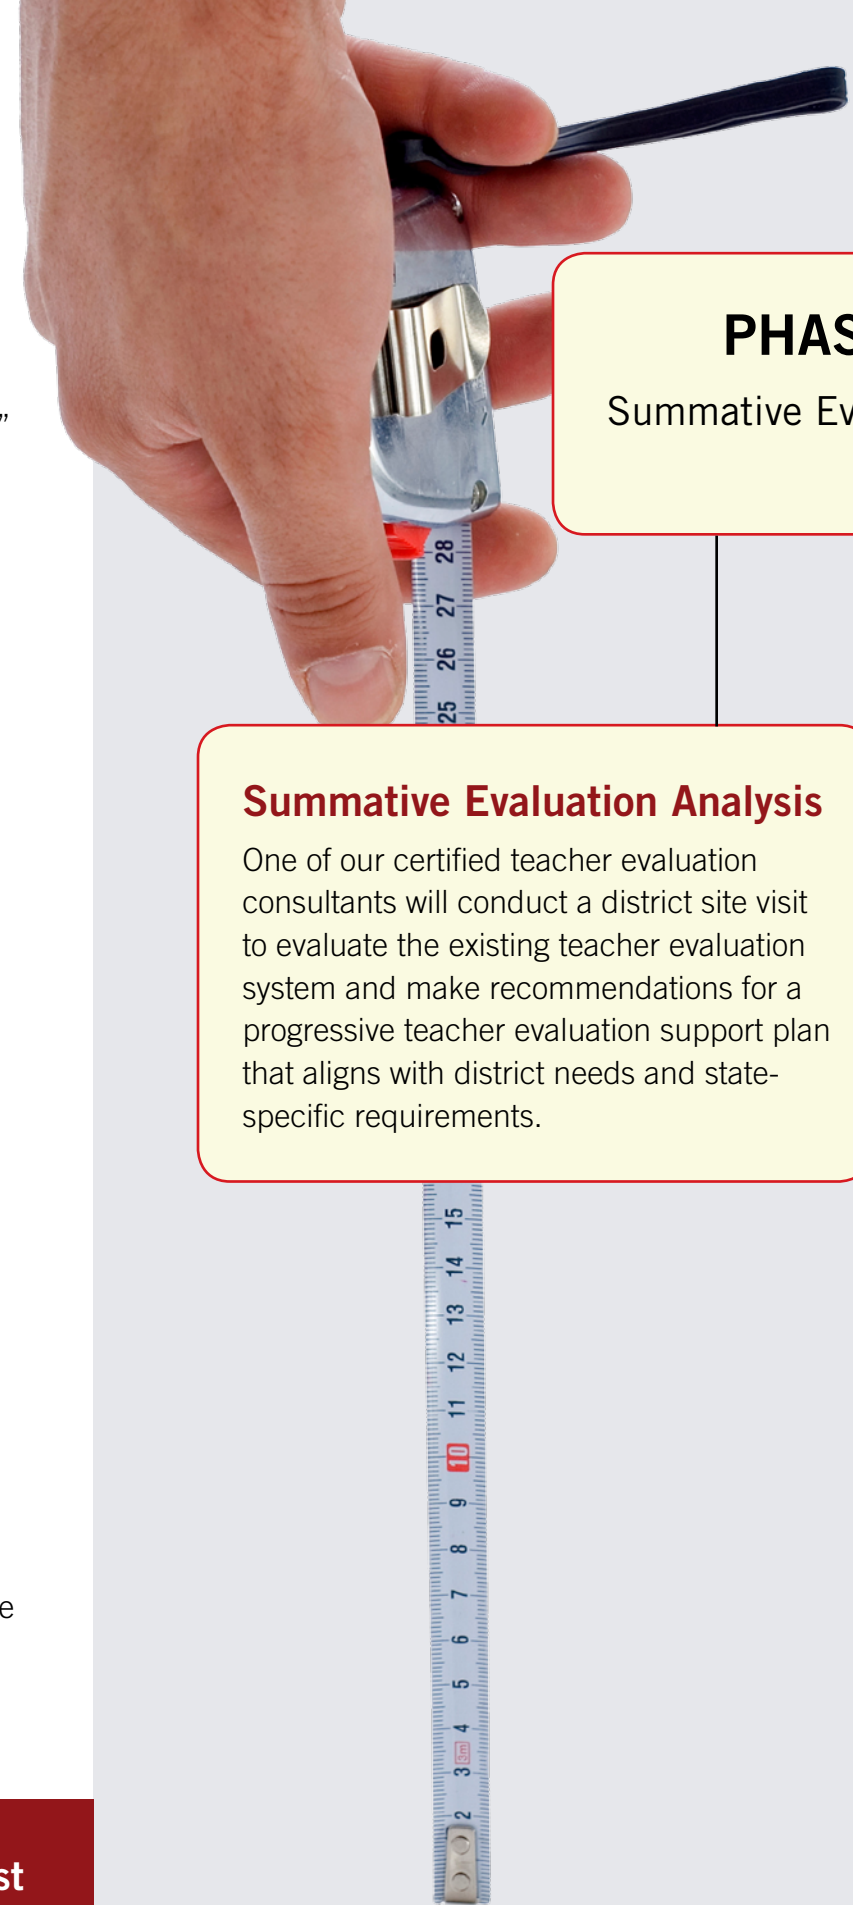 ”
PHAS
Summative Ev
28
27
26
25
Summative Evaluation Analysis
One of our certified teacher evaluation
consultants will conduct a district site visit
to evaluate the existing teacher evaluation
system and make recommendations for a
progressive teacher evaluation support plan
that aligns with district needs and state-
specific requirements.
15
14
13
12
11
10
9
8
7
e
6
5
4
3m
3
2
st